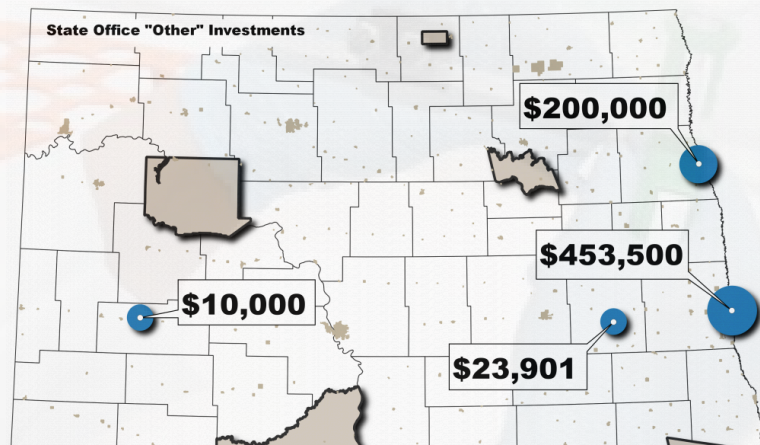 State Office "Other" Investments
$200,000
$453,500
$10,000
$23,901